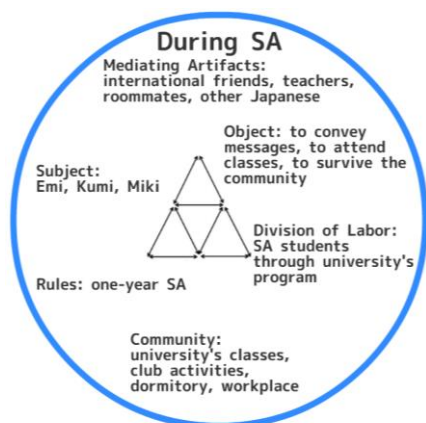 During SA
Mediating Artifacts:
international friends, teachers,
roommates, other Japanese
Object: to convey
messages, to attend
classes, to survive the
community
Subject:
Emi, Kumi, Miki
Division of Labor:
SA students
through university's
program
Rules: one-year SA
Community:
university's classes,
club activities,
dormitory, workplace